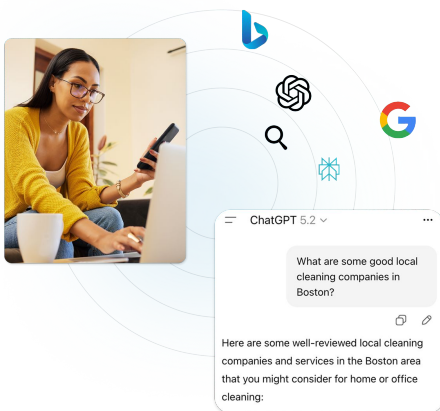 ChatGPT 5.2
What are some good local
cleaning companies in
Boston?
Here are some well-reviewed local cleaning
companies and services in the Boston area
that you might consider for home or office
cleaning: